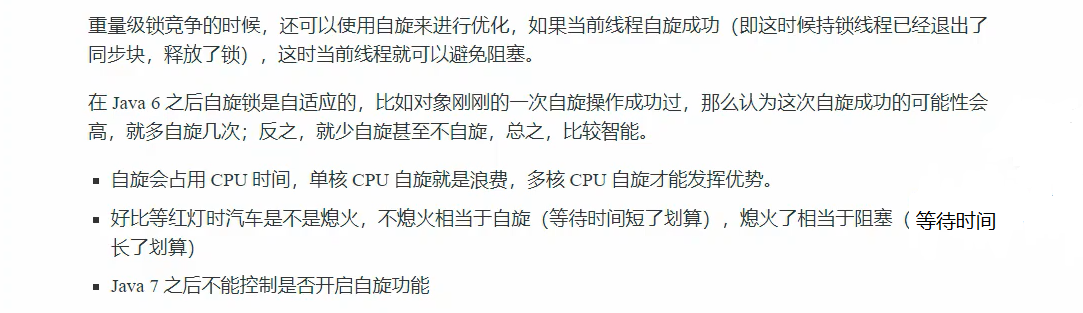 重量级锁竞争的时候，还可以使用自旋来进行优化，如果当前线程自旋成功（即这时候持锁线程已经退出了
同步块，释放了锁），这时当前线程就可以避免阻塞。
在 Java 6 之后自旋锁是自适应的，比如对象刚刚的一次自旋操作成功过，那么认为这次自旋成功的可能性会
高，就多自旋几次；反之，就少自旋甚至不自旋，总之，比较智能。
▪ 自旋会占用 CPU 时间，单核 CPU 自旋就是浪费，多核 CPU 自旋才能发挥优势。
▪ 好比等红灯时汽车是不是熄火，不熄火相当于自旋（等待时间短了划算），熄火了相当于阻塞（ 等待时间
长了划算）
▪ Java 7 之后不能控制是否开启自旋功能